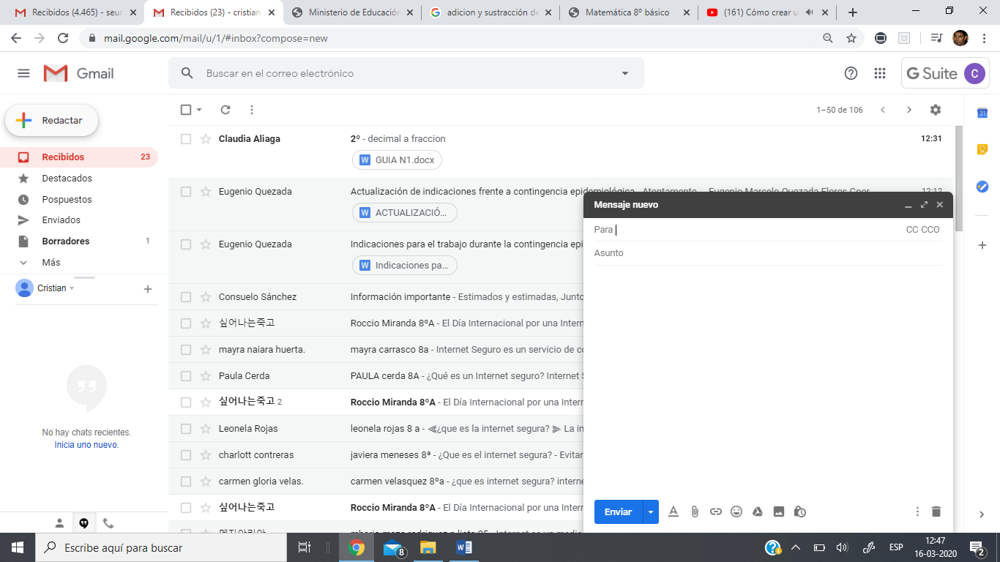 Recibidos (4.465) - seur
Recibidos (23) - cristian
Ministerio de Educación
adicion y sustracción de
Matemática 8º básico
(161) Cómo crear u
mail.google.com/mail/u/1/#inbox?compose=new
Gmail
Buscar en el correo electrónico
G Suite
C
Redactar
1–50 de 106
31
Recibidos 23
Destacados
Pospuestos
Enviados
Borradores 1
Más
Cristian
No hay chats recientes.
Inicia uno nuevo.
Claudia Aliaga 2º - decimal a fraccion 12:31
W GUIA N1.docx
Eugenio Quezada Actualización de indicaciones frente a contingencia epidemiológica - Atentamente Eugenio Marcelo Quezada Flores Coor 12:12
W ACTUALIZACIÓ...
Eugenio Quezada Indicaciones para el trabajo durante la contingencia epi
W Indicaciones pa...
Consuelo Sánchez Información importante - Estimados y estimadas, Junto
싶어나는죽고 Roccio Miranda 8ºA - El Día Internacional por una Intern
mayra naiara huerta. mayra carrasco 8a - Internet Seguro es un servicio de co
Paula Cerda PAULA cerda 8A - ¿Qué es un Internet seguro? Internet S
싶어나는죽고 2 Roccio Miranda 8ºA - El Día Internacional por una Intern
Leonela Rojas leonela rojas 8 a - ⪡¿que es la internet segura? ⪢ La in
charlott contreras javiera meneses 8ª - ¿Que es el internet seguro? - Evitar
carmen gloria velas. carmen velasquez 8ºa - ¿que es internet segura? interne
싶어나는죽고 Roccio Miranda 8ºA - El Día Internacional por una Intern
Mensaje nuevo
Para CC CCO
Asunto
Enviar
Escribe aquí para buscar
8
W
ESP
12:47
16-03-2020
2